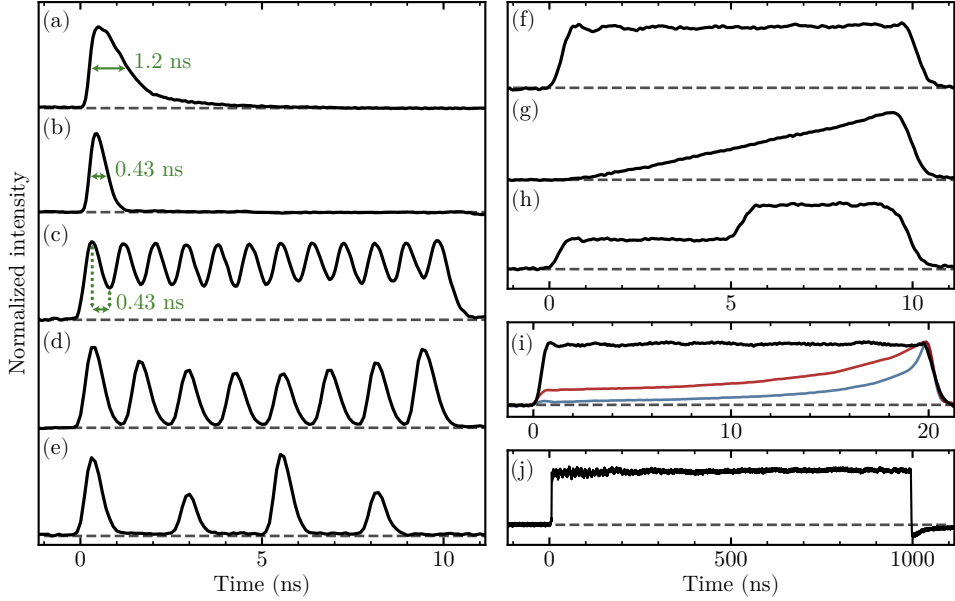 (a)
1.2 ns
(b)
0.43 ns
(c)
0.43 ns
(d)
(e)
Normalized intensity
0 5 10
Time (ns)
(f)
(g)
(h)
0 5 10
(i)
0 10 20
(j)
0 500 1000
Time (ns)